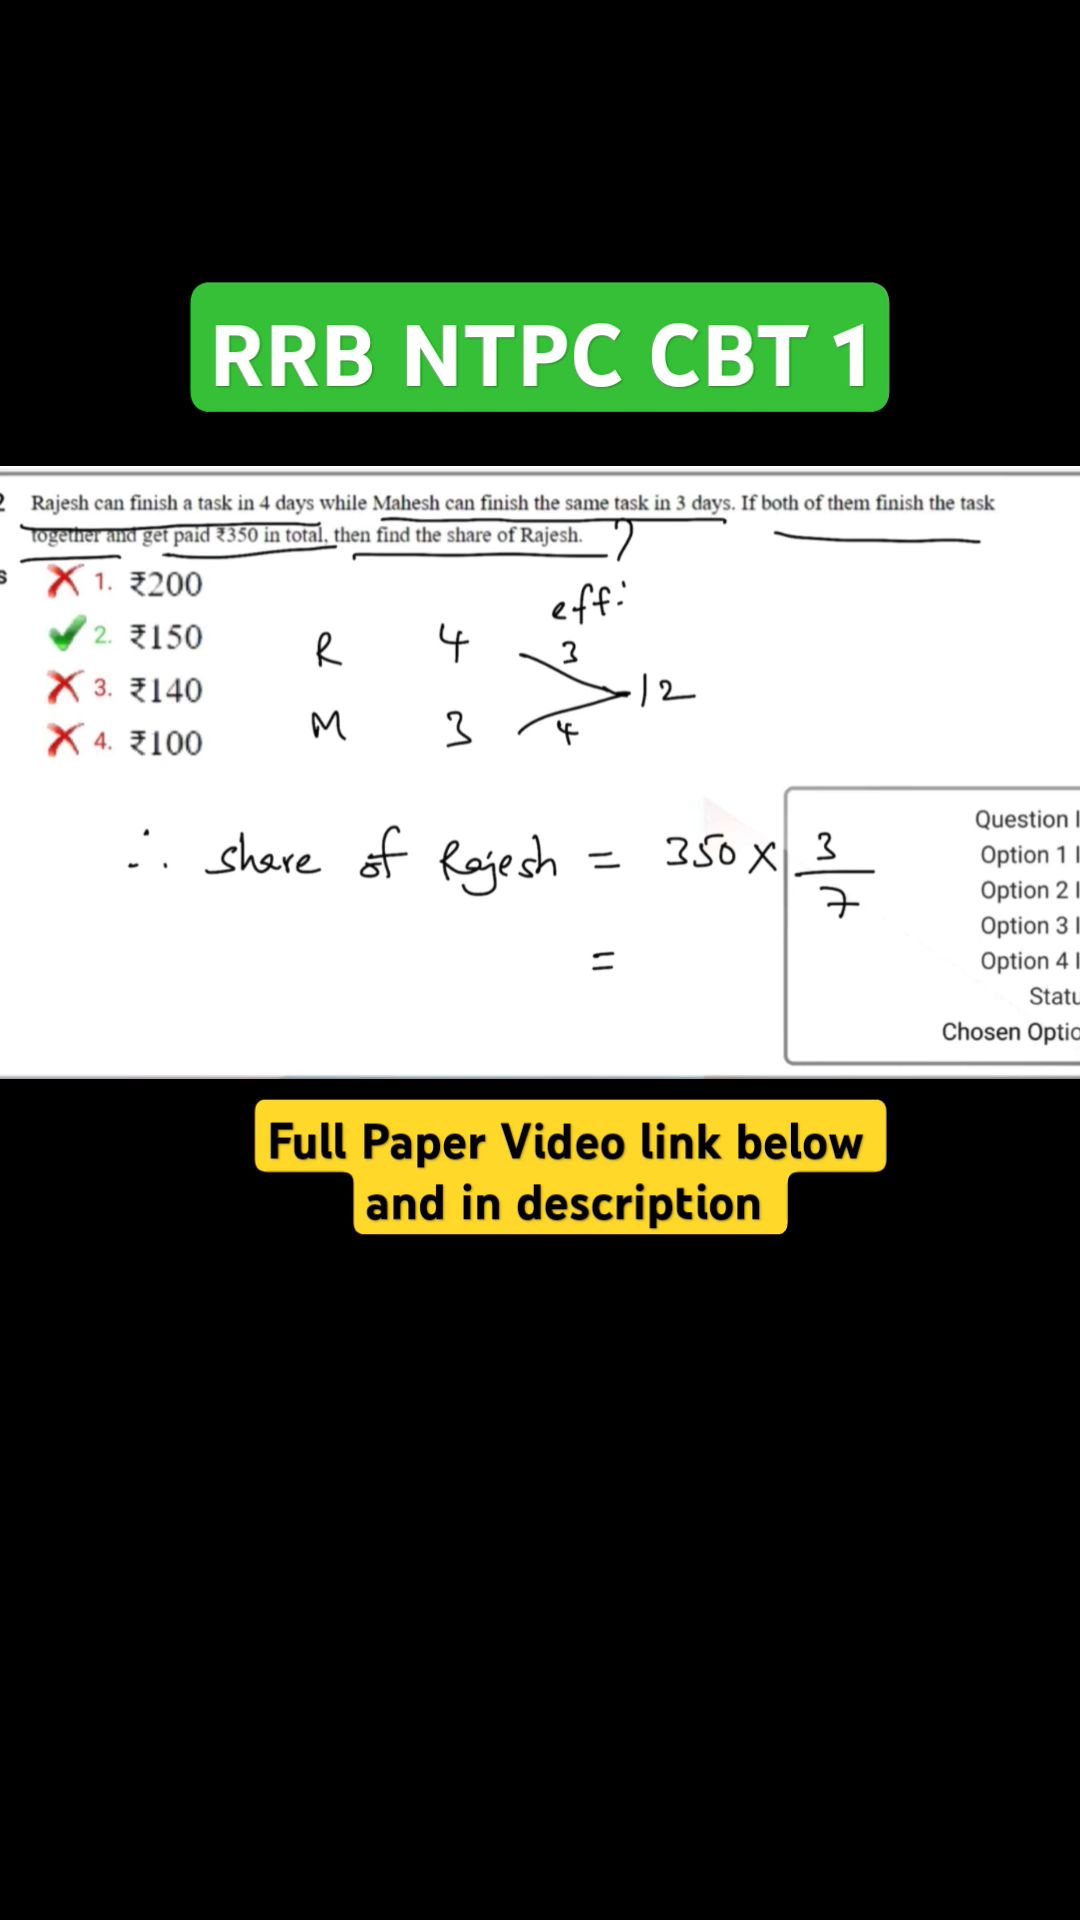 RRB NTPC CBT 1
2 Rajesh can finish a task in 4 days while Mahesh can finish the same task in 3 days. If both of them finish the task
together and get paid ₹350 in total, then find the share of Rajesh. ?
s
1. ₹200
2. ₹150
3. ₹140
4. ₹100
eff:
R 4 3
12
M 3 4
∴ share of Rajesh = 350 × 3/7
=
Question I
Option 1 I
Option 2 I
Option 3 I
Option 4 I
Statu
Chosen Optio
Full Paper Video link below
and in description